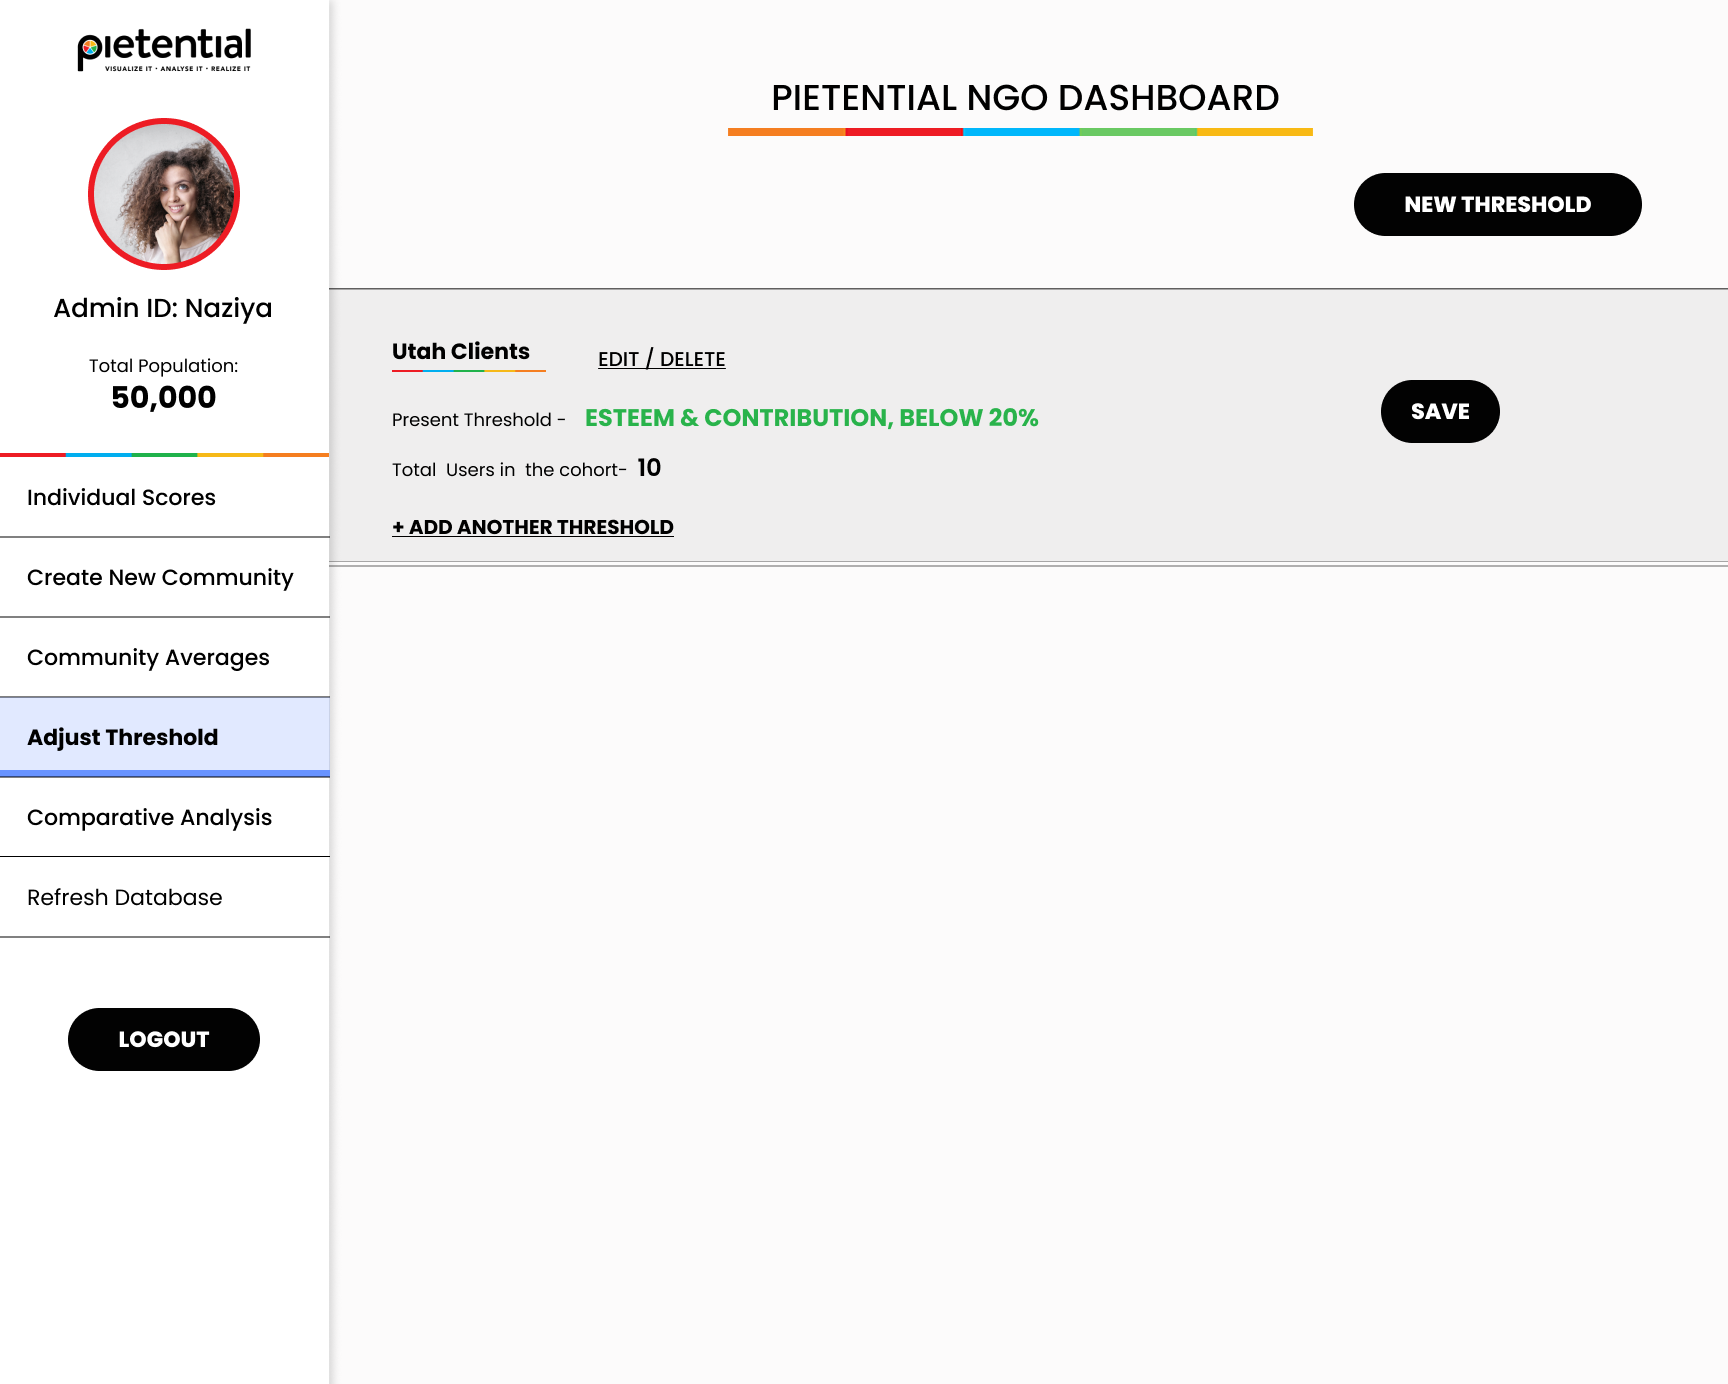 pietential
VISUALIZE IT · ANALYSE IT · REALIZE IT
Admin ID: Naziya
Total Population:
50,000
Individual Scores
Create New Community
Community Averages
Adjust Threshold
Comparative Analysis
Refresh Database
LOGOUT
PIETENTIAL NGO DASHBOARD
NEW THRESHOLD
Utah Clients
EDIT / DELETE
Present Threshold - ESTEEM & CONTRIBUTION, BELOW 20%
SAVE
Total Users in the cohort- 10
+ ADD ANOTHER THRESHOLD